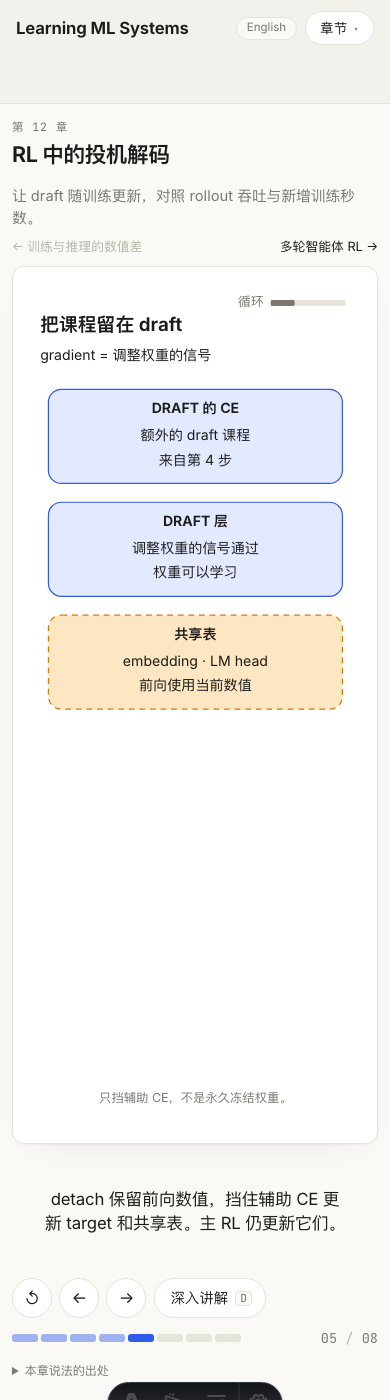 Learning ML Systems
English
章节
第 12 章
RL 中的投机解码
让 draft 随训练更新，对照 rollout 吞吐与新增训练秒
数。
← 训练与推理的数值差
多轮智能体 RL →
循环
把课程留在 draft
gradient = 调整权重的信号
DRAFT 的 CE
额外的 draft 课程
来自第 4 步
DRAFT 层
调整权重的信号通过
权重可以学习
共享表
embedding · LM head
前向使用当前数值
只挡辅助 CE，不是永久冻结权重。
detach 保留前向数值，挡住辅助 CE 更
新 target 和共享表。主 RL 仍更新它们。
深入讲解 D
05 / 08
本章说法的出处